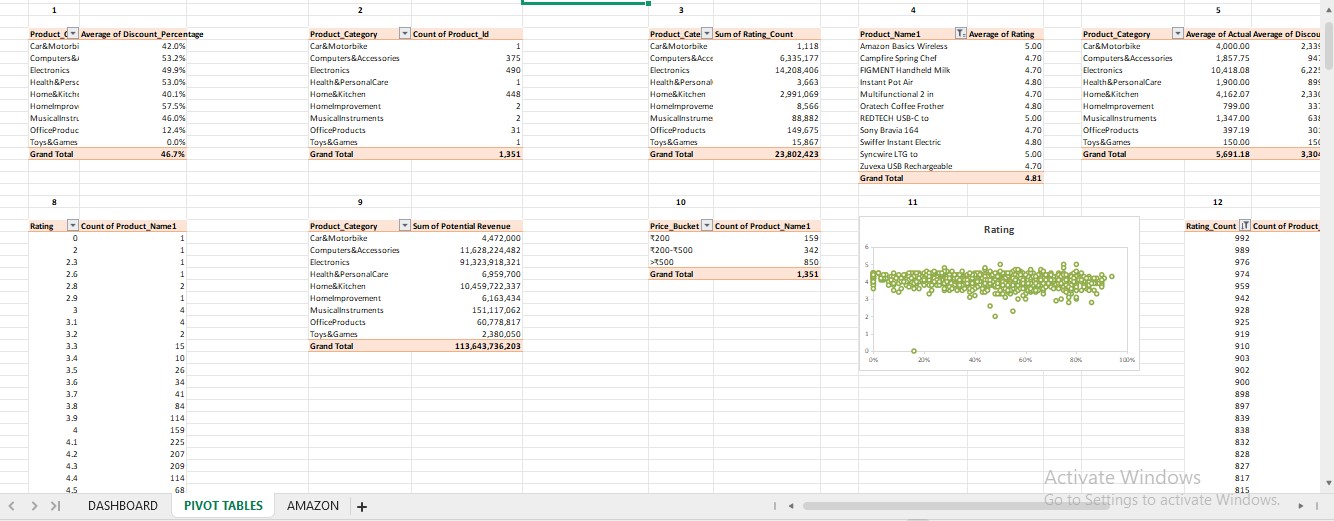 1 2 3 4 5
Product_C Average of Discount_Percentage Product_Category Count of Product_Id Product_Cate Sum of Rating_Count Product_Name1 Average of Rating Product_Category Average of Actual Average of Discou
Car&Motorbi 42.0% Car&Motorbike 1 Car&Motorbike 1,118 Amazon Basics Wireless 5.00 Car&Motorbike 4,000.00 2,339
Computers&A 53.2% Computers&Accessories 375 Computers&Acce 6,335,177 Campfire Spring Chef 4.70 Computers&Accessories 1,857.75 947
Electronics 49.9% Electronics 490 Electronics 14,208,406 FIGMENT Handheld Milk 4.70 Electronics 10,418.08 6,225
Health&Perso 53.0% Health&PersonalCare 1 Health&Personal 3,663 Instant Pot Air 4.80 Health&PersonalCare 1,900.00 899
Home&Kitche 40.1% Home&Kitchen 448 Home&Kitchen 2,991,069 Multifunctional 2 in 4.70 Home&Kitchen 4,162.07 2,330
HomeImprov 57.5% HomeImprovement 2 HomeImproveme 8,566 Oratech Coffee Frother 4.80 HomeImprovement 799.00 337
MusicalInstru 46.0% MusicalInstruments 2 MusicalInstrume 88,882 REDTECH USB-C to 5.00 MusicalInstruments 1,347.00 638
OfficeProduc 12.4% OfficeProducts 31 OfficeProducts 149,675 Sony Bravia 164 4.70 OfficeProducts 397.19 301
Toys&Games 0.0% Toys&Games 1 Toys&Games 15,867 Swiffer Instant Electric 4.80 Toys&Games 150.00 150
Grand Total 46.7% Grand Total 1,351 Grand Total 23,802,423 Syncwire LTG to 5.00 Grand Total 5,691.18 3,304
Zuvexa USB Rechargeable 4.70
Grand Total 4.81
8 9 10 11 12
Rating Count of Product_Name1 Product_Category Sum of Potential Revenue Price_Bucket Count of Product_Name1 Rating Rating_Count Count of Product_
0 1 Car&Motorbike 4,472,000 ₹200 159 992
2 1 Computers&Accessories 11,628,224,482 ₹200-₹500 342 6 989
2.3 1 Electronics 91,323,918,321 >₹500 850 5 976
2.6 1 Health&PersonalCare 6,959,700 Grand Total 1,351 974
2.8 2 Home&Kitchen 10,459,722,337 4 959
2.9 1 HomeImprovement 6,163,434 3 942
3 4 MusicalInstruments 151,117,062 928
3.1 4 OfficeProducts 60,778,817 2 925
3.2 2 Toys&Games 2,380,050 1 919
3.3 15 Grand Total 113,643,736,203 0 910
3.4 10 0% 20% 40% 60% 80% 100% 903
3.5 26 902
3.6 34 900
3.7 41 898
3.8 84 897
3.9 114 839
4 159 838
4.1 225 832
4.2 207 828
4.3 209 827
4.4 114 817
4.5 68 815
Activate Windows
Go to Settings to activate Windows.
DASHBOARD PIVOT TABLES AMAZON